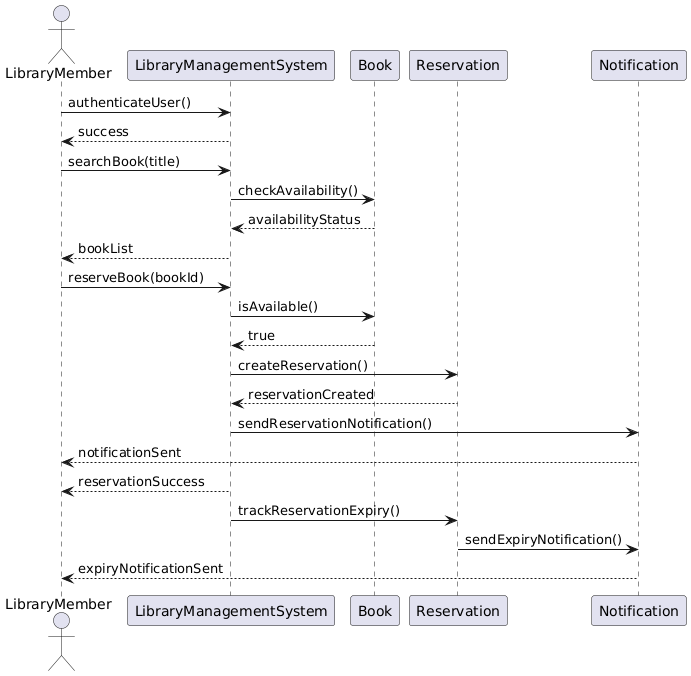 LibraryMember
LibraryManagementSystem
Book
Reservation
Notification
authenticateUser()
success
searchBook(title)
checkAvailability()
availabilityStatus
bookList
reserveBook(bookId)
isAvailable()
true
createReservation()
reservationCreated
sendReservationNotification()
notificationSent
reservationSuccess
trackReservationExpiry()
sendExpiryNotification()
expiryNotificationSent
LibraryMember
LibraryManagementSystem
Book
Reservation
Notification